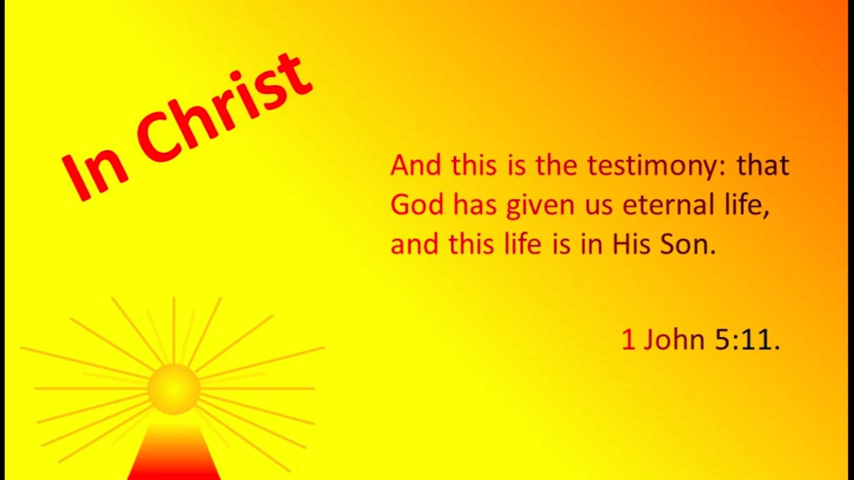 In Christ
And this is the testimony: that
God has given us eternal life,
and this life is in His Son.
1 John 5:11.